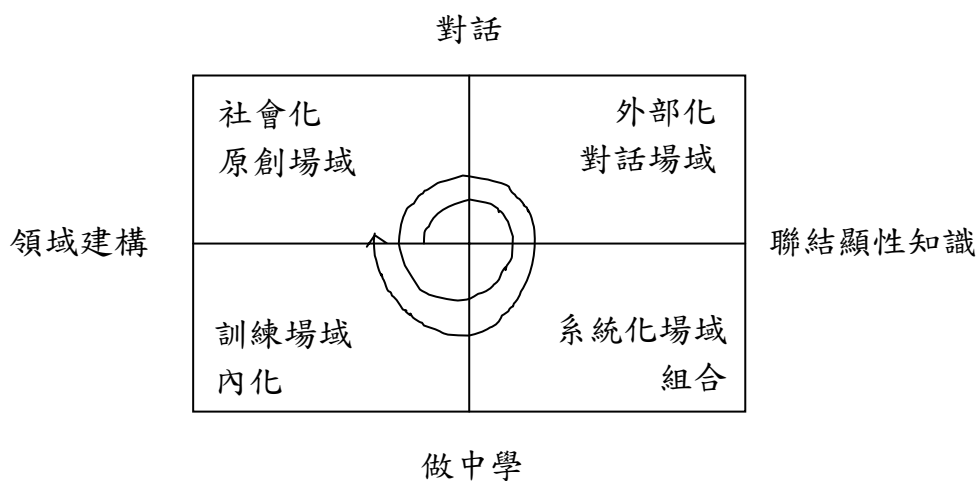 對話
社會化
原創場域
外部化
對話場域
領域建構
聯結顯性知識
訓練場域
內化
系統化場域
組合
做中學